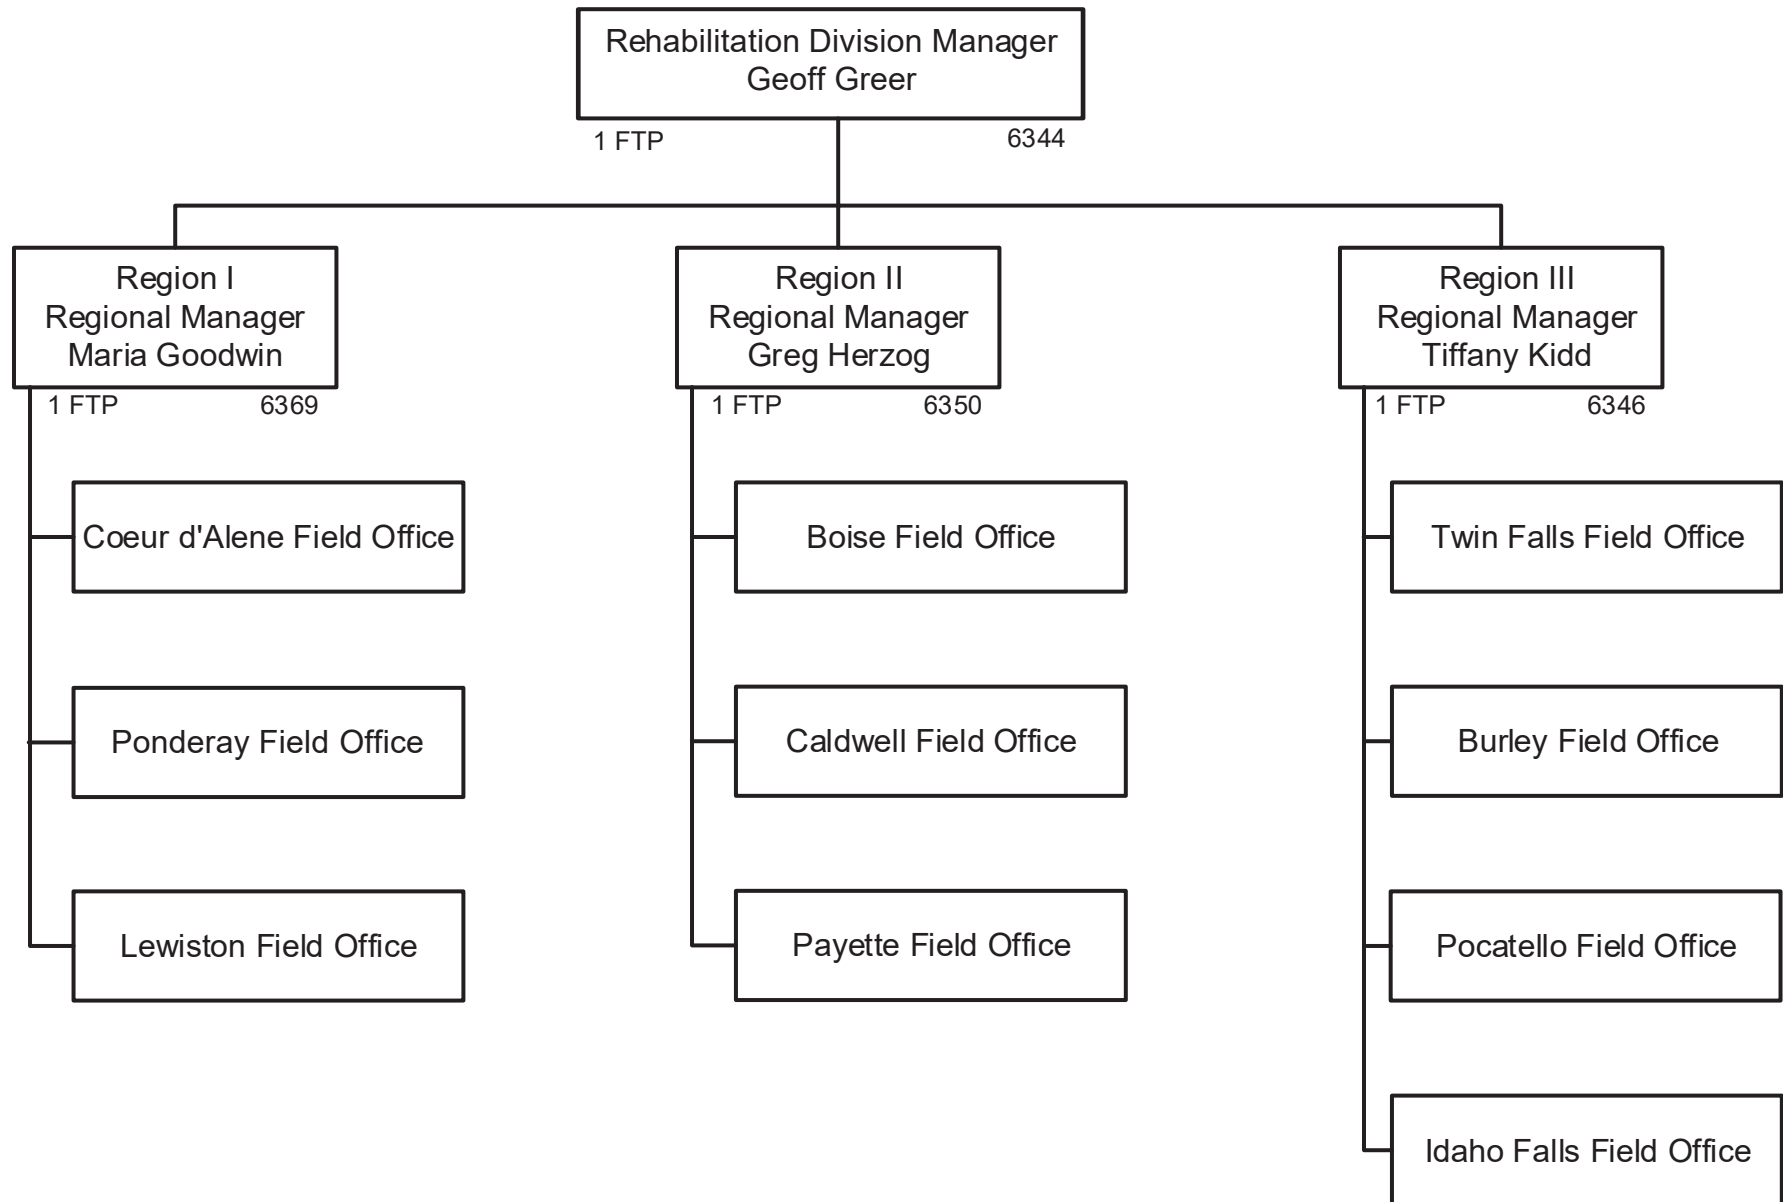 Rehabilitation Division Manager
Geoff Greer
1 FTP 6344
Region I
Regional Manager
Maria Goodwin
1 FTP 6369
Coeur d'Alene Field Office
Ponderay Field Office
Lewiston Field Office
Region II
Regional Manager
Greg Herzog
1 FTP 6350
Boise Field Office
Caldwell Field Office
Payette Field Office
Region III
Regional Manager
Tiffany Kidd
1 FTP 6346
Twin Falls Field Office
Burley Field Office
Pocatello Field Office
Idaho Falls Field Office